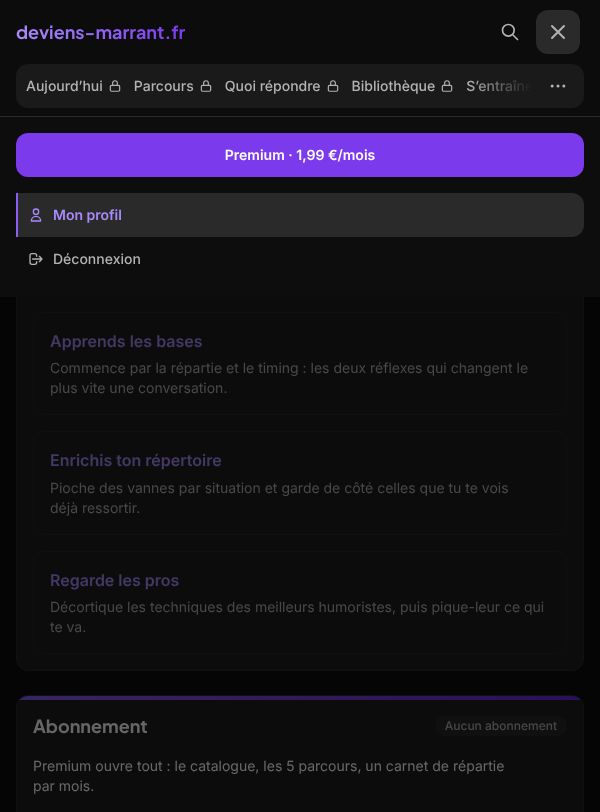 deviens-marrant.fr
Aujourd’hui Parcours Quoi répondre Bibliothèque S’entraîne
Premium · 1,99 €/mois
Mon profil
Déconnexion
Apprends les bases
Commence par la répartie et le timing : les deux réflexes qui changent le
plus vite une conversation.
Enrichis ton répertoire
Pioche des vannes par situation et garde de côté celles que tu te vois
déjà ressortir.
Regarde les pros
Décortique les techniques des meilleurs humoristes, puis pique-leur ce qui
te va.
Abonnement Aucun abonnement
Premium ouvre tout : le catalogue, les 5 parcours, un carnet de répartie
par mois.